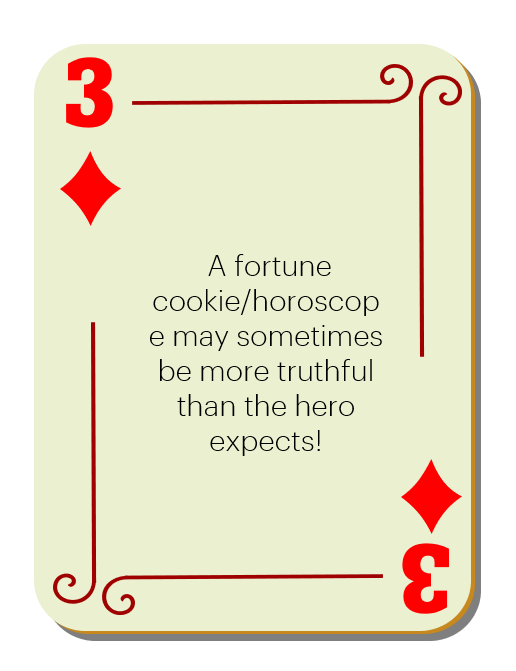 3
A fortune
cookie/horoscop
e may sometimes
be more truthful
than the hero
expects!
3